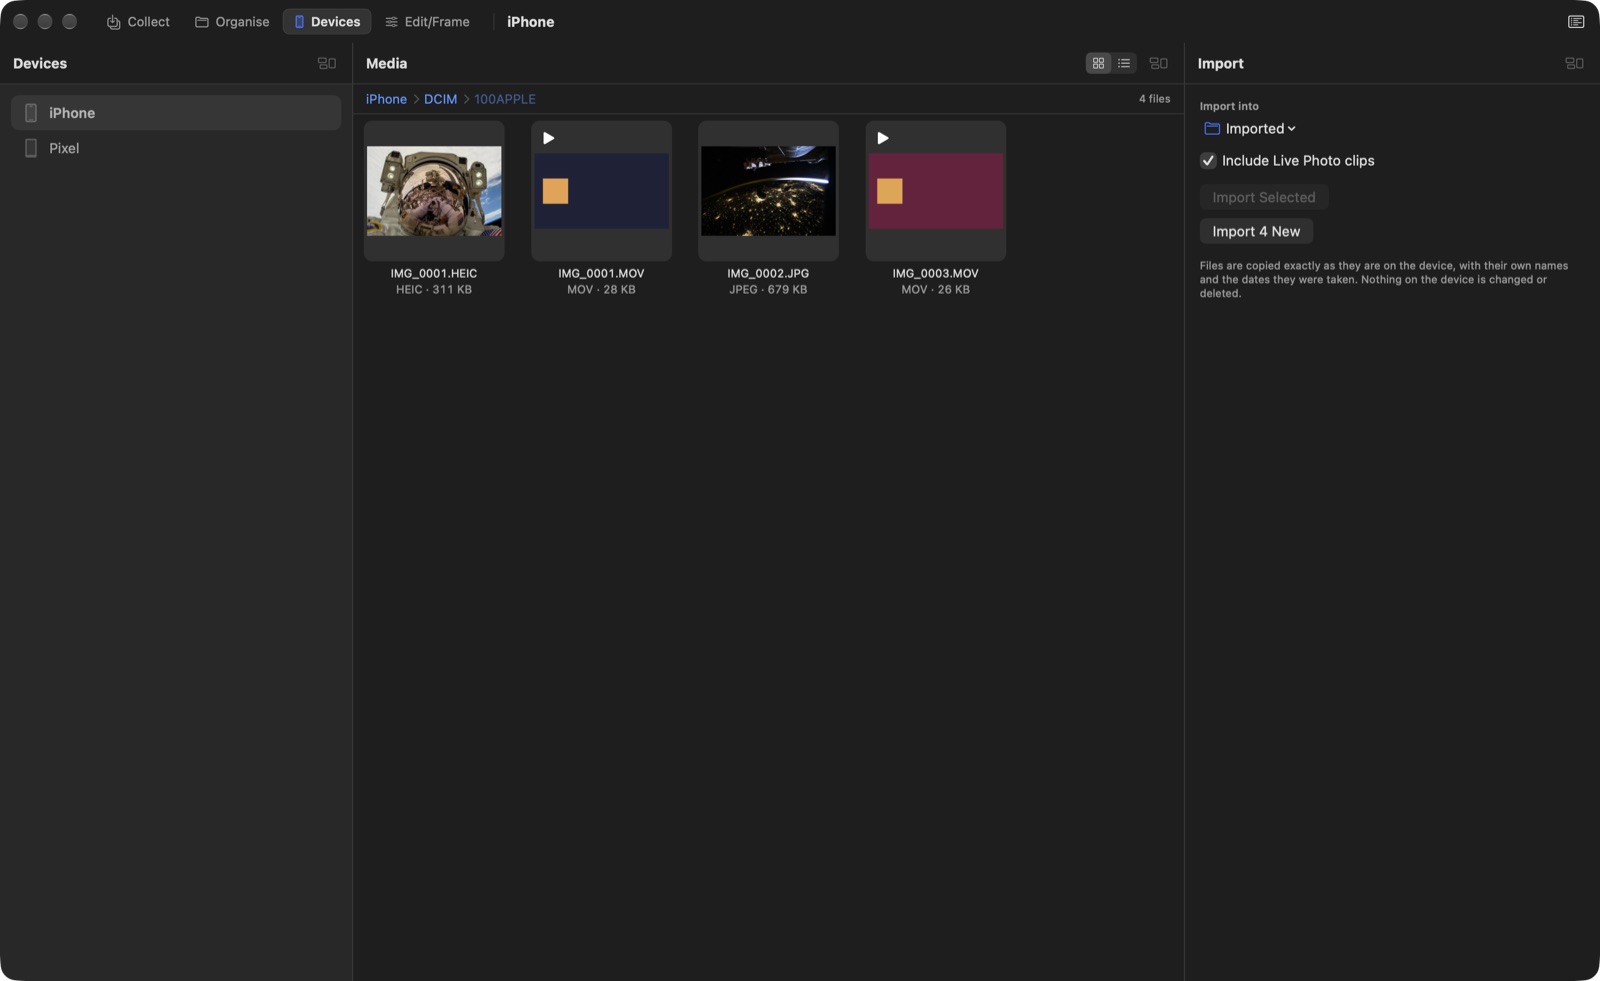 Collect
Organise
Devices
Edit/Frame
iPhone
Devices
iPhone
Pixel
Media
iPhone > DCIM > 100APPLE
4 files
IMG_0001.HEIC
HEIC · 311 KB
IMG_0001.MOV
MOV · 28 KB
IMG_0002.JPG
JPEG · 679 KB
IMG_0003.MOV
MOV · 26 KB
Import
Import into
Imported
Include Live Photo clips
Import Selected
Import 4 New
Files are copied exactly as they are on the device, with their own names
and the dates they were taken. Nothing on the device is changed or
deleted.